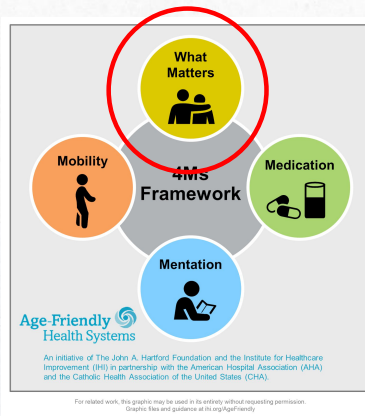 What
Matters
Mobility
4Ms
Framework
Medication
Mentation
Age-Friendly
Health Systems
An initiative of The John A. Hartford Foundation and the Institute for Healthcare
Improvement (IHI) in partnership with the American Hospital Association (AHA)
and the Catholic Health Association of the United States (CHA).
For related work, this graphic may be used in its entirety without requesting permission.
Graphic files and guidance at ihi.org/AgeFriendly